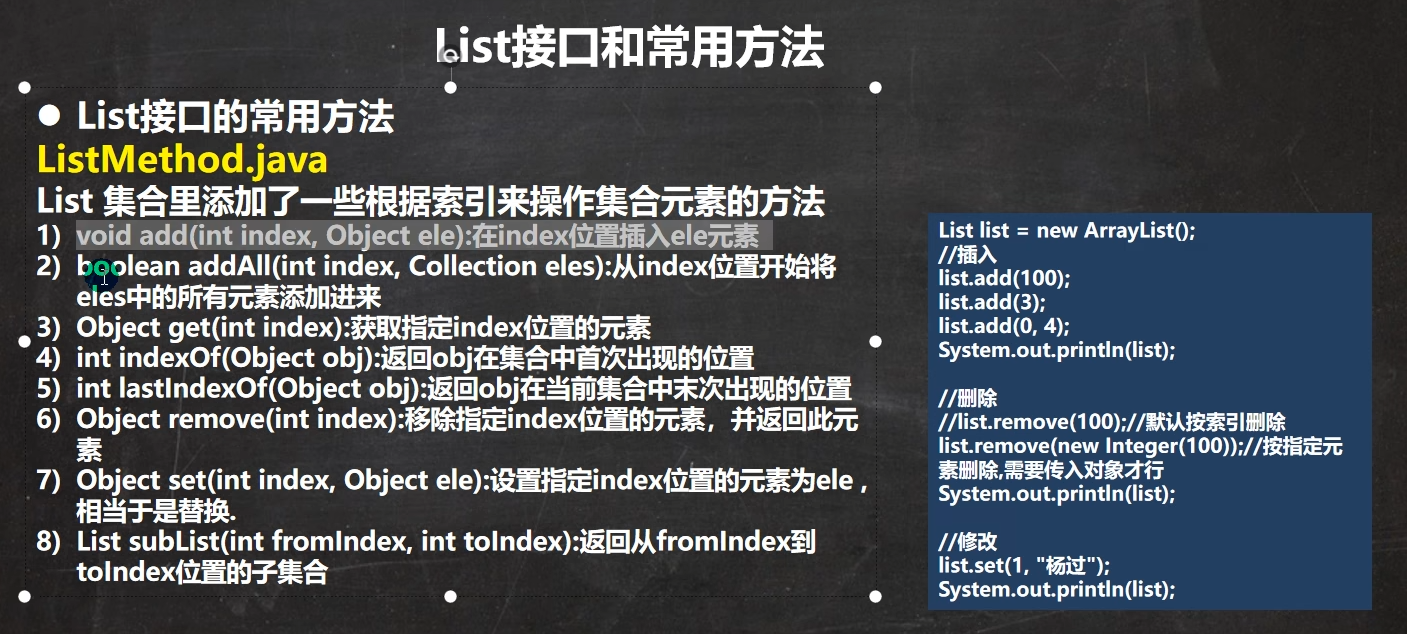 List接口和常用方法
● List接口的常用方法
ListMethod.java
List 集合里添加了一些根据索引来操作集合元素的方法
1) void add(int index, Object ele):在index位置插入ele元素
2) boolean addAll(int index, Collection eles):从index位置开始将
eles中的所有元素添加进来
3) Object get(int index):获取指定index位置的元素
4) int indexOf(Object obj):返回obj在集合中首次出现的位置
5) int lastIndexOf(Object obj):返回obj在当前集合中末次出现的位置
6) Object remove(int index):移除指定index位置的元素，并返回此元
素
7) Object set(int index, Object ele):设置指定index位置的元素为ele ,
相当于是替换.
8) List subList(int fromIndex, int toIndex):返回从fromIndex到
toIndex位置的子集合
List list = new ArrayList();
//插入
list.add(100);
list.add(3);
list.add(0, 4);
System.out.println(list);
//删除
//list.remove(100);//默认按索引删除
list.remove(new Integer(100));//按指定元
素删除,需要传入对象才行
System.out.println(list);
//修改
list.set(1, "杨过");
System.out.println(list);